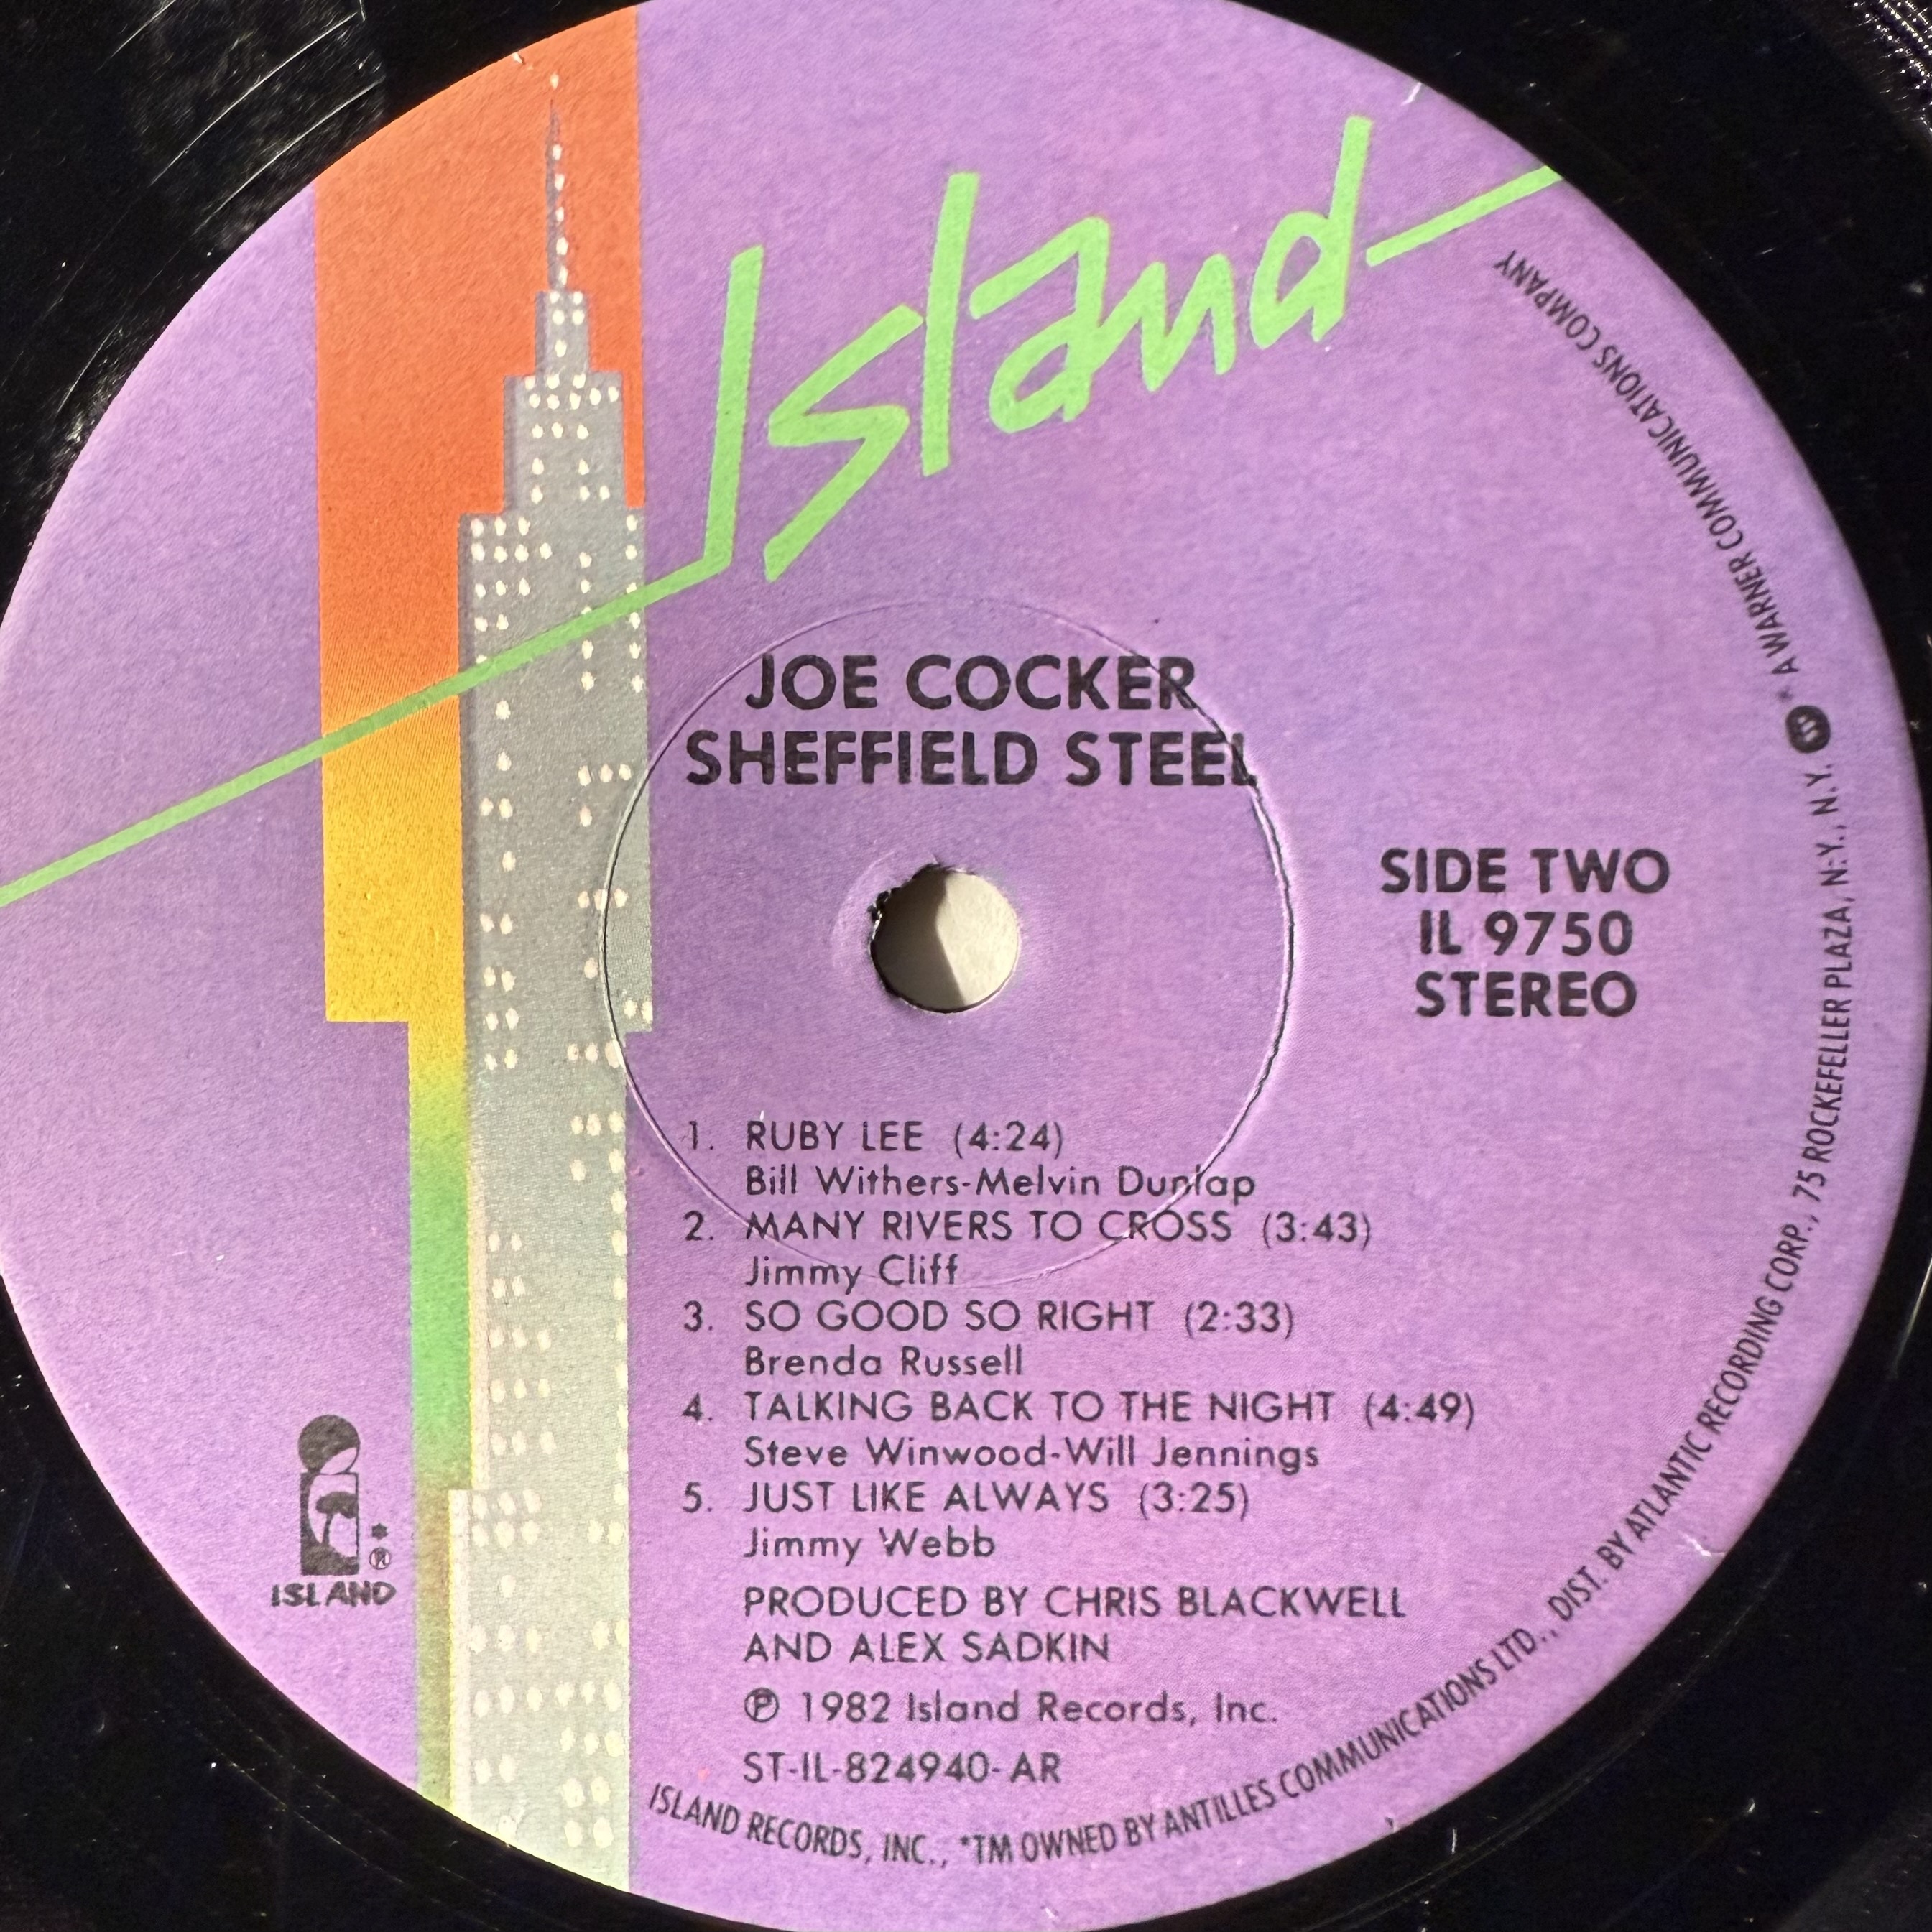 Island
JOE COCKER
SHEFFIELD STEEL
SIDE TWO
IL 9750
STEREO
1. RUBY LEE (4:24)
Bill Withers-Melvin Dunlap
2. MANY RIVERS TO CROSS (3:43)
Jimmy Cliff
3. SO GOOD SO RIGHT (2:33)
Brenda Russell
4. TALKING BACK TO THE NIGHT (4:49)
Steve Winwood-Will Jennings
5. JUST LIKE ALWAYS (3:25)
Jimmy Webb
PRODUCED BY CHRIS BLACKWELL
AND ALEX SADKIN
℗ 1982 Island Records, Inc.
ST-IL-824940-AR
*
®
ISLAND
ISLAND RECORDS, INC., *TM OWNED BY ANTILLES COMMUNICATIONS LTD., DIST. BY ATLANTIC RECORDING CORP., 75 ROCKEFELLER PLAZA, N.Y., N.Y. * A WARNER COMMUNICATIONS COMPANY